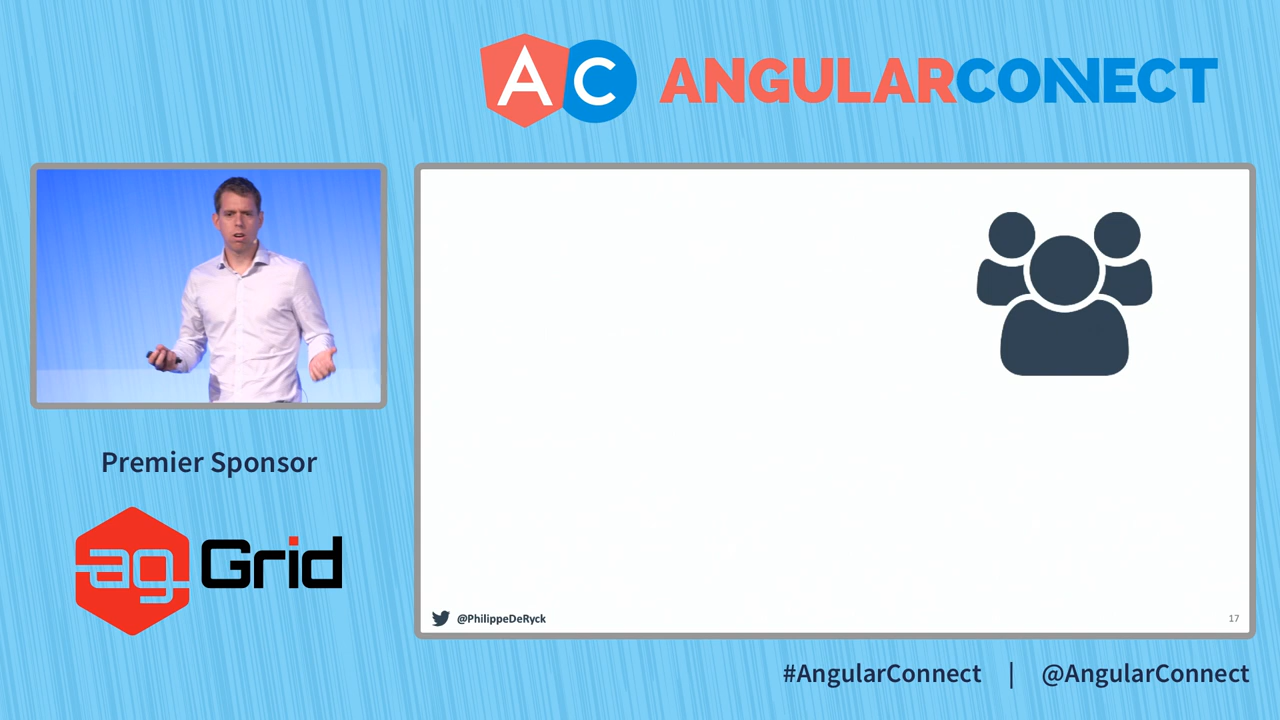 AC ANGULARCONNECT
Premier Sponsor
ag Grid
@PhilippeDeRyck
17
#AngularConnect | @AngularConnect